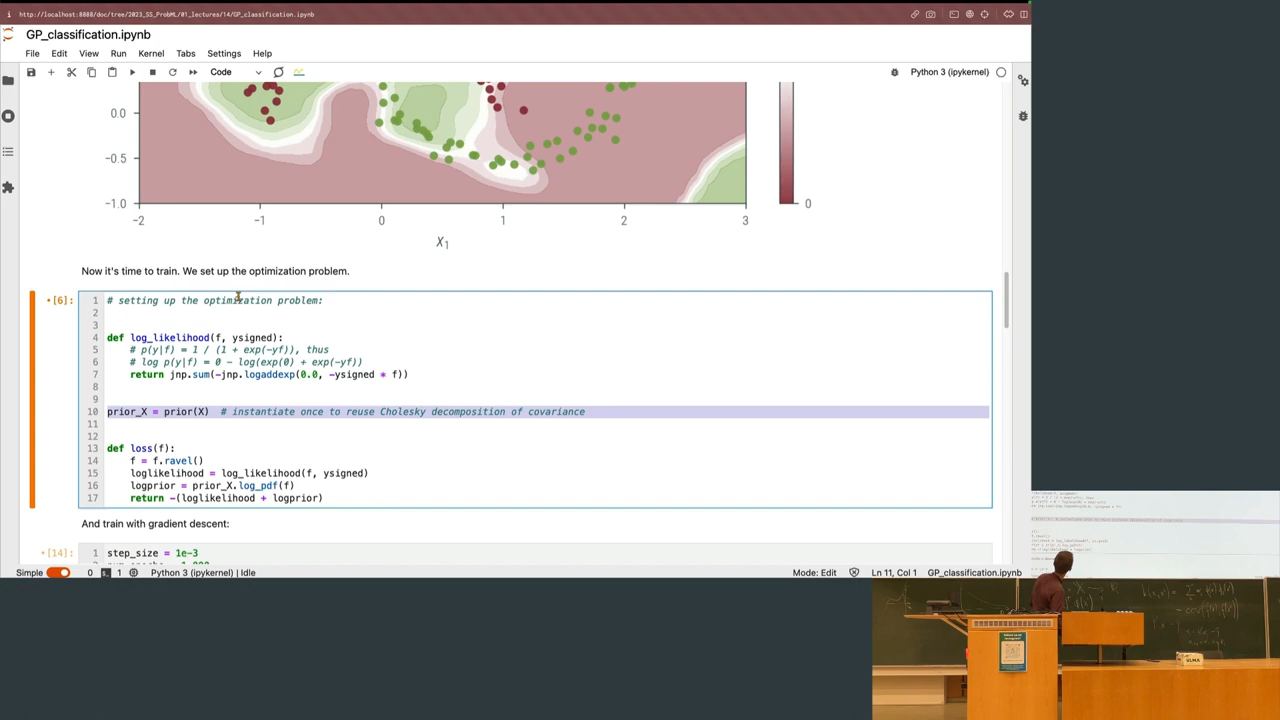 http://localhost:8888/doc/tree/2023_SS_ProbML/01_lectures/14/GP_classification.ipynb
GP_classification.ipynb
File Edit View Run Kernel Tabs Settings Help
Code
Python 3 (ipykernel)
0.0
−0.5
−1.0
0
−2 −1 0 1 2 3
X1
Now it's time to train. We set up the optimization problem.
[6]:
1 # setting up the optimization problem:
2
3
4 def log_likelihood(f, ysigned):
5 # p(y|f) = 1 / (1 + exp(-yf)), thus
6 # log p(y|f) = 0 - log(exp(0) + exp(-yf))
7 return jnp.sum(-jnp.logaddexp(0.0, -ysigned * f))
8
9
10 prior_X = prior(X) # instantiate once to reuse Cholesky decomposition of covariance
11
12
13 def loss(f):
14 f = f.ravel()
15 loglikelihood = log_likelihood(f, ysigned)
16 logprior = prior_X.log_pdf(f)
17 return -(loglikelihood + logprior)
And train with gradient descent:
[14]:
1 step_size = 1e-3
Simple 0 1 Python 3 (ipykernel) | Idle
Mode: Edit Ln 11, Col 1 GP_classification.ipynb
ULMA